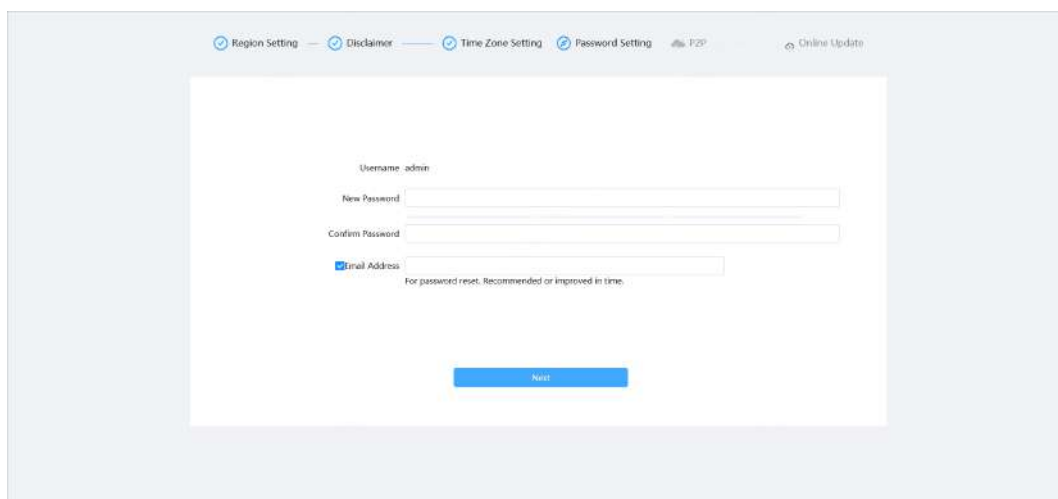 Region Setting Disclaimer Time Zone Setting Password Setting P2P Online Update
Username admin
New Password
Confirm Password
Email Address
For password reset. Recommended or improved in time.
Next